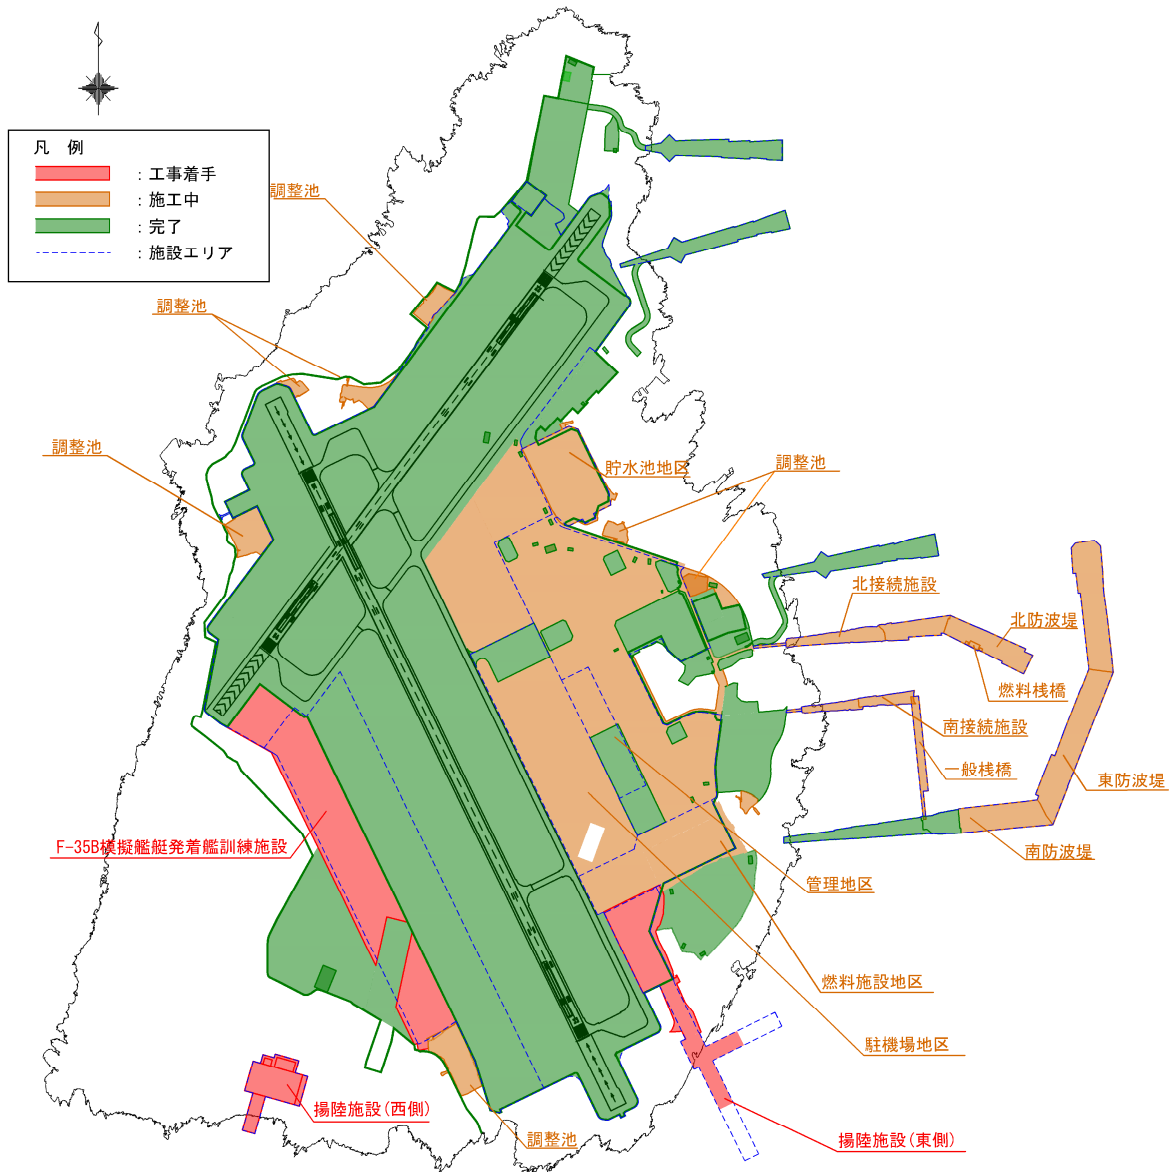 凡 例
：工事着手
：施工中
：完了
：施設エリア
調整池
調整池
調整池
貯水池地区
調整池
北接続施設
北防波堤
燃料桟橋
南接続施設
一般桟橋
東防波堤
F-35B模擬艦艇発着艦訓練施設
南防波堤
管理地区
燃料施設地区
駐機場地区
揚陸施設(西側)
調整池
揚陸施設(東側)